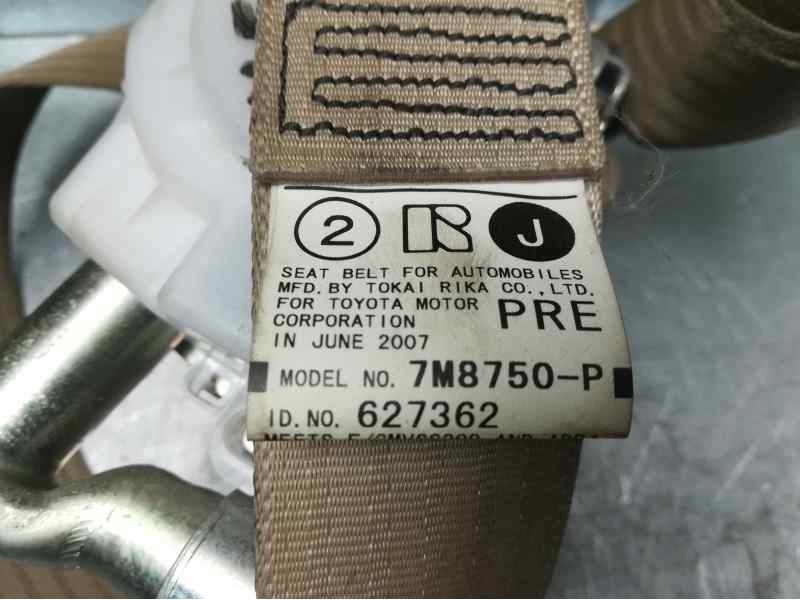 2 R J
SEAT BELT FOR AUTOMOBILES
MFD. BY TOKAI RIKA CO., LTD.
FOR TOYOTA MOTOR
CORPORATION PRE
IN JUNE 2007
MODEL NO. 7M8750-P
ID. NO. 627362
MEETS